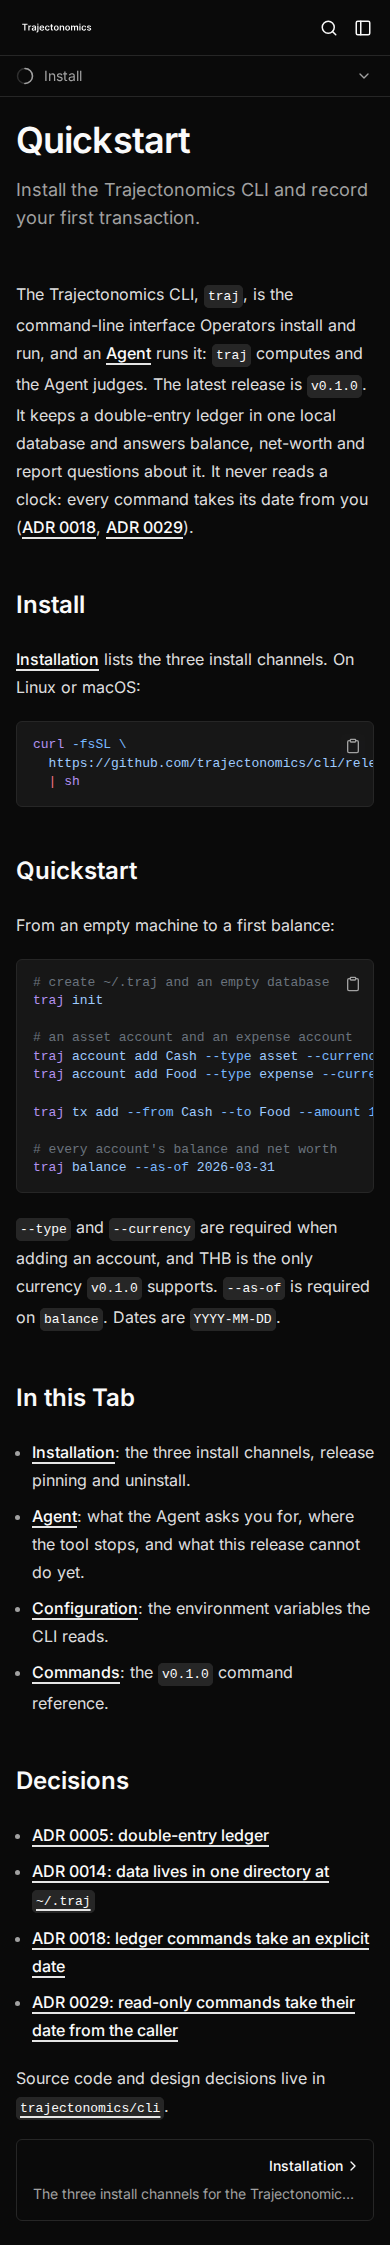 Trajectonomics
Install
Quickstart
Install the Trajectonomics CLI and record
your first transaction.
The Trajectonomics CLI, traj, is the
command-line interface Operators install and
run, and an Agent runs it: traj computes and
the Agent judges. The latest release is v0.1.0.
It keeps a double-entry ledger in one local
database and answers balance, net-worth and
report questions about it. It never reads a
clock: every command takes its date from you
(ADR 0018, ADR 0029).
Install
Installation lists the three install channels. On
Linux or macOS:
curl -fsSL \
https://github.com/trajectonomics/cli/rele
| sh
Quickstart
From an empty machine to a first balance:
# create ~/.traj and an empty database
traj init
# an asset account and an expense account
traj account add Cash --type asset --currenc
traj account add Food --type expense --curre
traj tx add --from Cash --to Food --amount 1
# every account's balance and net worth
traj balance --as-of 2026-03-31
--type and --currency are required when
adding an account, and THB is the only
currency v0.1.0 supports. --as-of is required
on balance. Dates are YYYY-MM-DD.
In this Tab
Installation: the three install channels, release
pinning and uninstall.
Agent: what the Agent asks you for, where
the tool stops, and what this release cannot
do yet.
Configuration: the environment variables the
CLI reads.
Commands: the v0.1.0 command
reference.
Decisions
ADR 0005: double-entry ledger
ADR 0014: data lives in one directory at
~/.traj
ADR 0018: ledger commands take an explicit
date
ADR 0029: read-only commands take their
date from the caller
Source code and design decisions live in
trajectonomics/cli.
Installation
The three install channels for the Trajectonomic...